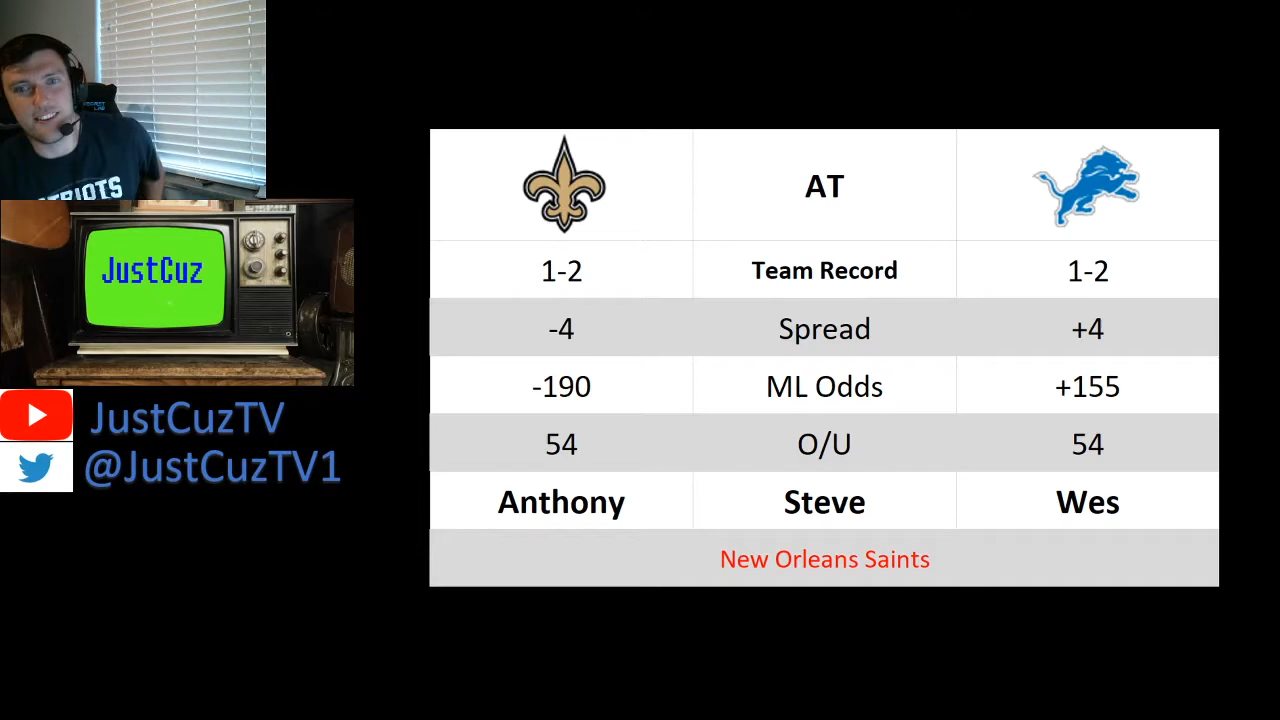 TRIOTS
JustCuz
JustCuzTV
@JustCuzTV1
AT
1-2 Team Record 1-2
-4 Spread +4
-190 ML Odds +155
54 O/U 54
Anthony Steve Wes
New Orleans Saints